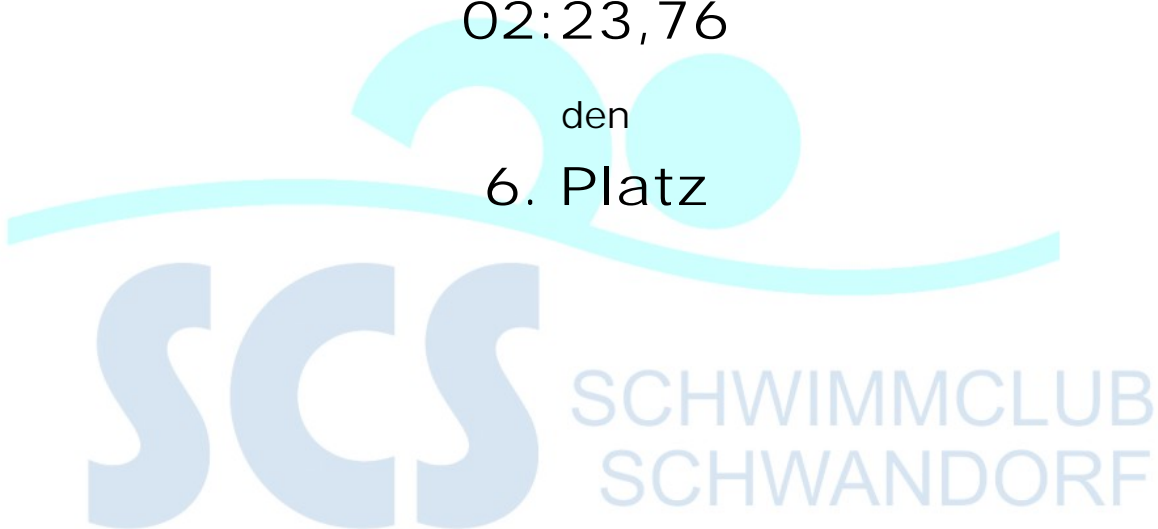 02:23,76
den
6. Platz
SCS
SCHWIMMCLUB
SCHWANDORF